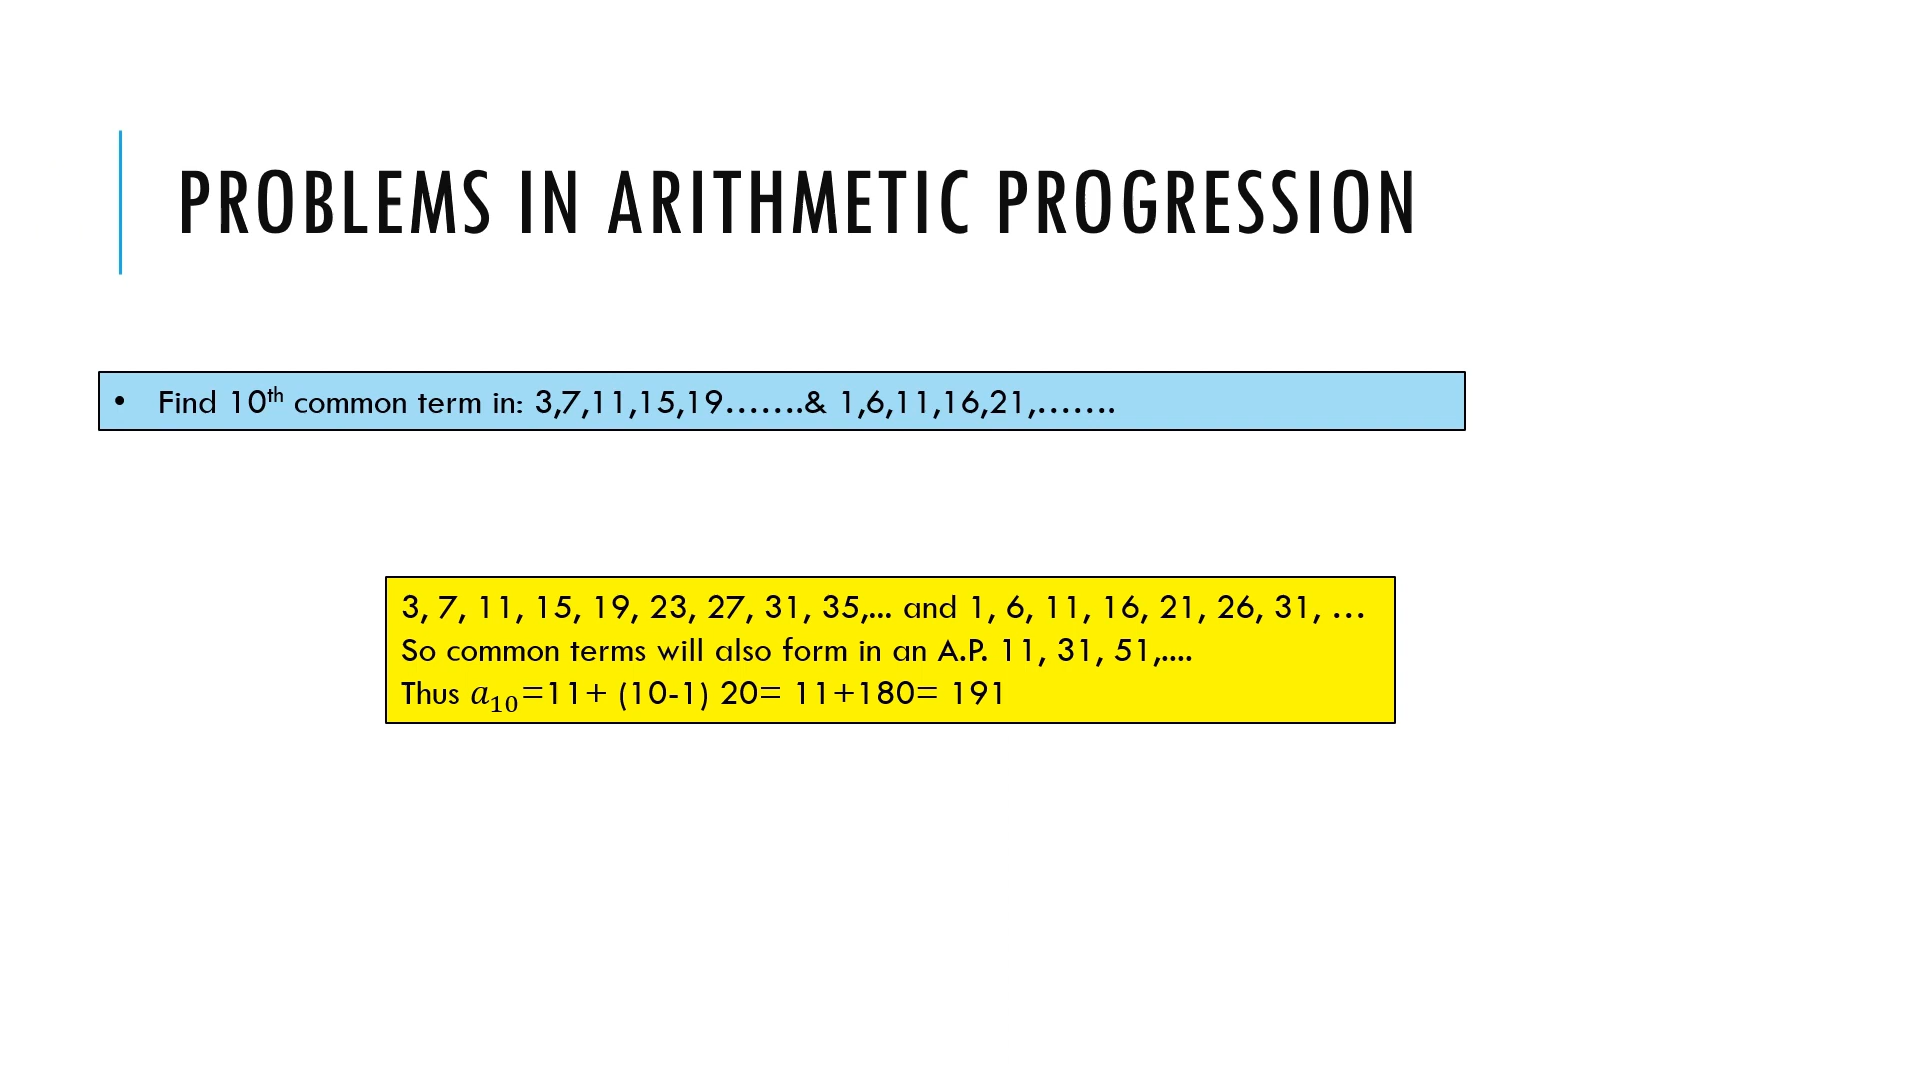 PROBLEMS IN ARITHMETIC PROGRESSION
• Find 10th common term in: 3,7,11,15,19…….& 1,6,11,16,21,…….
3, 7, 11, 15, 19, 23, 27, 31, 35,... and 1, 6, 11, 16, 21, 26, 31, …
So common terms will also form in an A.P. 11, 31, 51,....
Thus a₁₀=11+ (10-1) 20= 11+180= 191